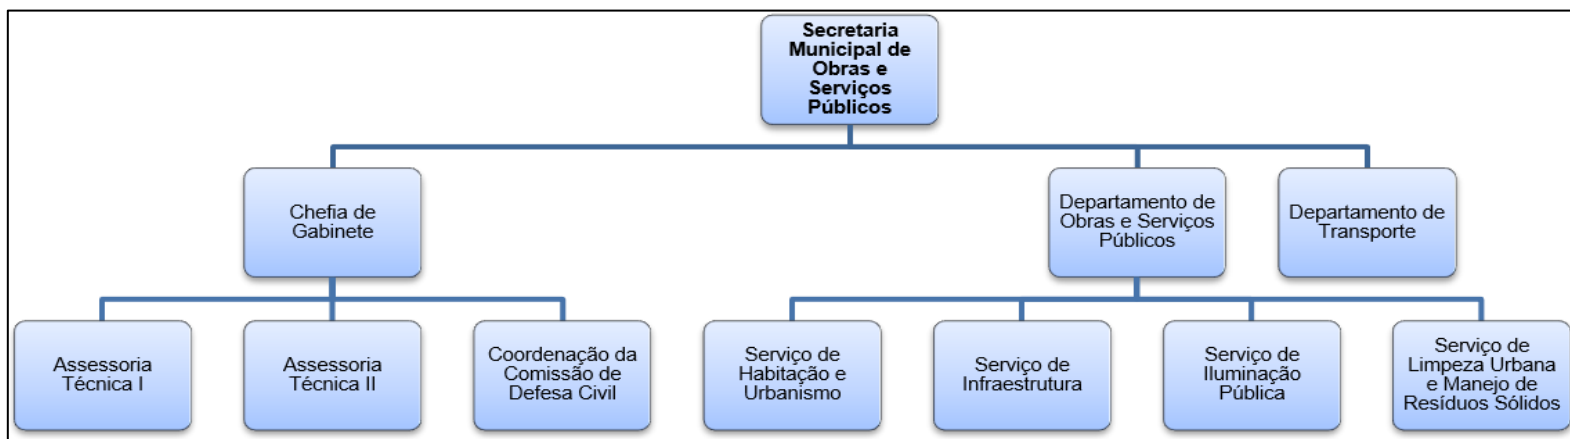 Secretaria
Municipal de
Obras e
Serviços
Públicos
Chefia de
Gabinete
Departamento de
Obras e Serviços
Públicos
Departamento de
Transporte
Assessoria
Técnica I
Assessoria
Técnica II
Coordenação da
Comissão de
Defesa Civil
Serviço de
Habitação e
Urbanismo
Serviço de
Infraestrutura
Serviço de
Iluminação
Pública
Serviço de
Limpeza Urbana
e Manejo de
Resíduos Sólidos